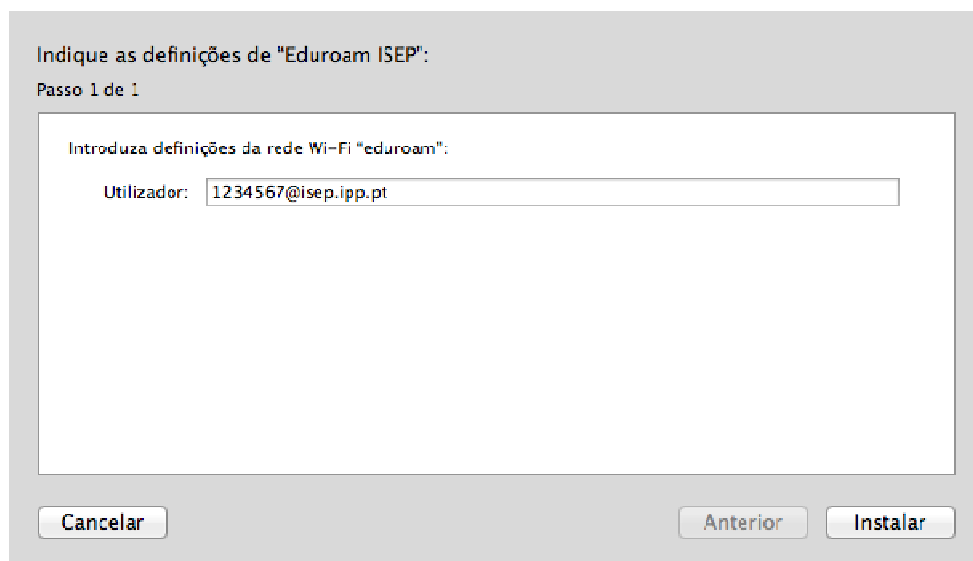 Indique as definições de "Eduroam ISEP":
Passo 1 de 1
Introduza definições da rede Wi-Fi "eduroam":
Utilizador: 1234567@isep.ipp.pt
Cancelar Anterior Instalar